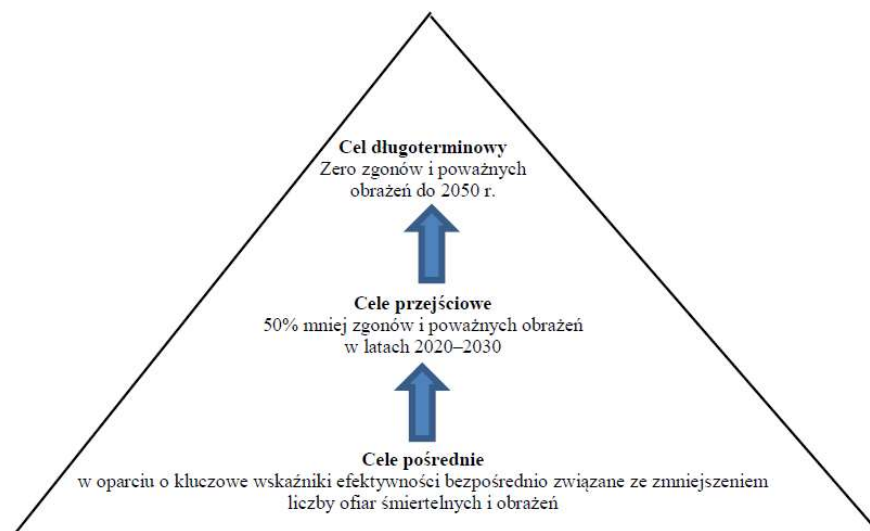 Cel długoterminowy
Zero zgonów i poważnych
obrażeń do 2050 r.
Cele przejściowe
50% mniej zgonów i poważnych obrażeń
w latach 2020–2030
Cele pośrednie
w oparciu o kluczowe wskaźniki efektywności bezpośrednio związane ze zmniejszeniem
liczby ofiar śmiertelnych i obrażeń